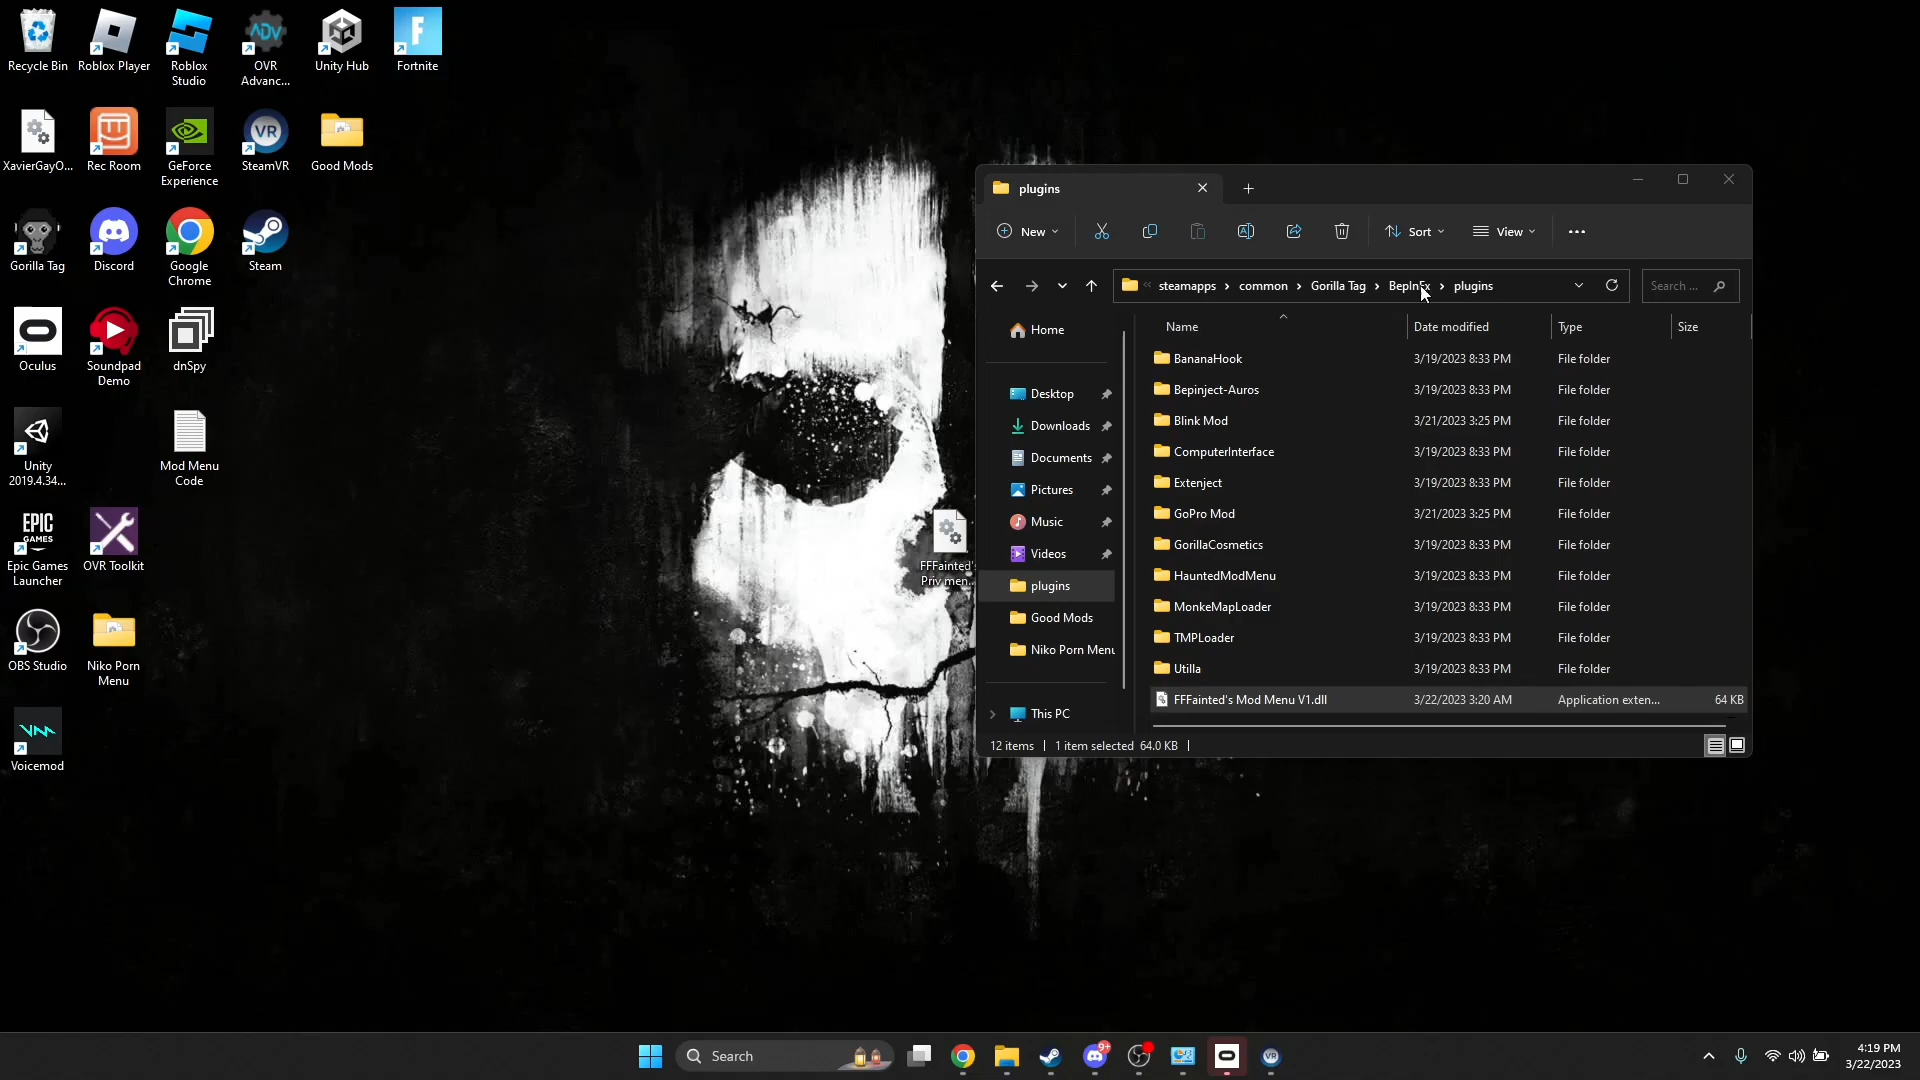 Recycle Bin
Roblox Player
Roblox
Studio
OVR
Advanc...
Unity Hub
Fortnite
XavierGayO...
Rec Room
GeForce
Experience
SteamVR
Good Mods
Gorilla Tag
Discord
Google
Chrome
Steam
Oculus
Soundpad
Demo
dnSpy
Unity
2019.4.34...
Mod Menu
Code
EPIC
GAMES
Epic Games
Launcher
OVR Toolkit
OBS Studio
Niko Porn
Menu
Voicemod
FFFainted's
Priv men...
plugins
New
Sort
View
steamapps > common > Gorilla Tag > BepInEx > plugins
Search ...
Home
Desktop
Downloads
Documents
Pictures
Music
Videos
plugins
Good Mods
Niko Porn Menu
This PC
Name Date modified Type Size
BananaHook 3/19/2023 8:33 PM File folder
Bepinject-Auros 3/19/2023 8:33 PM File folder
Blink Mod 3/21/2023 3:25 PM File folder
ComputerInterface 3/19/2023 8:33 PM File folder
Extenject 3/19/2023 8:33 PM File folder
GoPro Mod 3/21/2023 3:25 PM File folder
GorillaCosmetics 3/19/2023 8:33 PM File folder
HauntedModMenu 3/19/2023 8:33 PM File folder
MonkeMapLoader 3/19/2023 8:33 PM File folder
TMPLoader 3/19/2023 8:33 PM File folder
Utilla 3/19/2023 8:33 PM File folder
FFFainted's Mod Menu V1.dll 3/22/2023 3:20 AM Application exten... 64 KB
12 items 1 item selected 64.0 KB
Search
9+
4:19 PM
3/22/2023